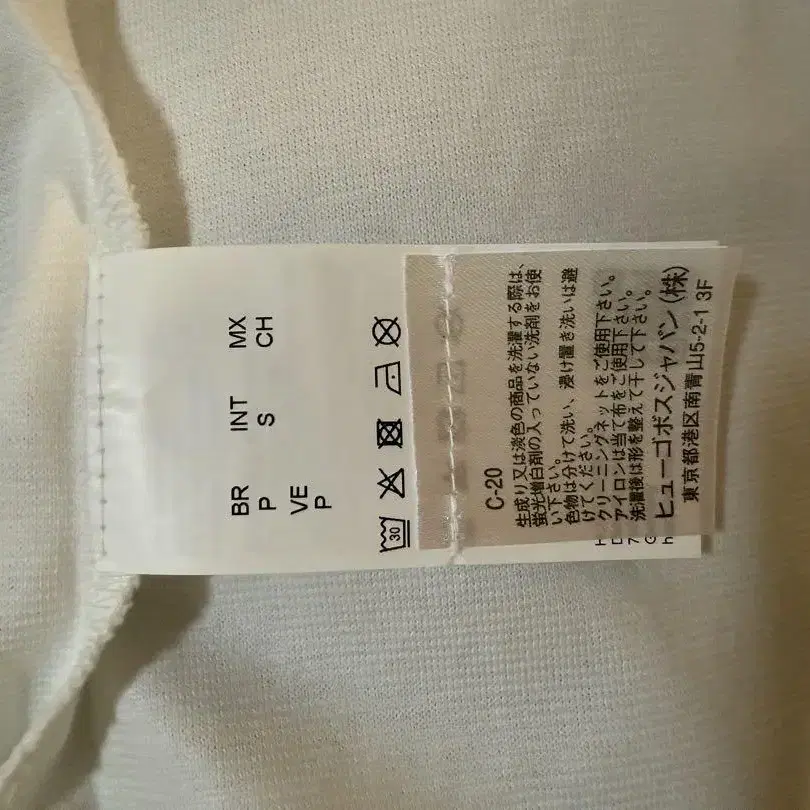 BR INT MX
P S CH
VE
P
30
C-20
生成り又は淡色の商品を洗濯する際は、
蛍光増白剤の入っていない洗剤をお使
い下さい。
色物は分けて洗い、浸け置き洗いは避
けてください。
クリーニングネットをご使用下さい。
アイロンは当て布をご使用下さい。
洗濯後は形を整えて干して下さい。
ヒューゴボスジャパン(株)
東京都港区南青山5-2-1 3F